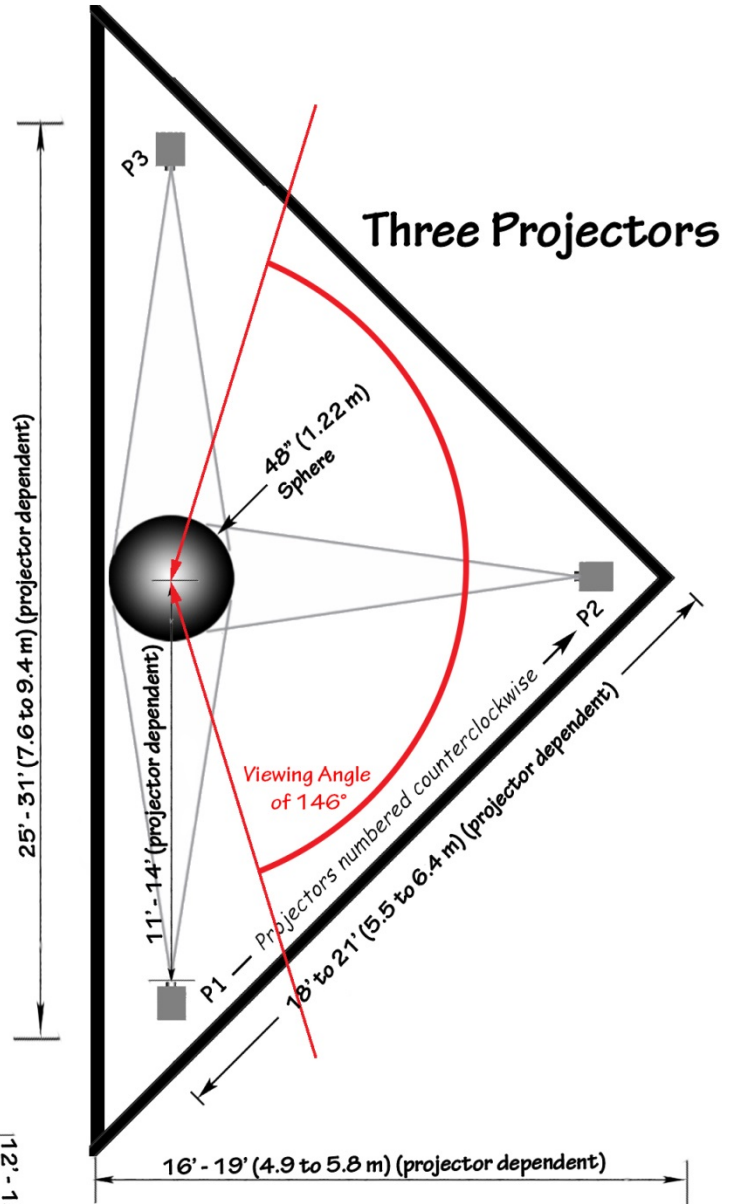 Three Projectors
P3
48” (1.22 m)
Sphere
25' - 31' (7.6 to 9.4 m) (projector dependent)
11' - 14' (projector dependent)
Viewing Angle
of 146°
P1 — Projectors numbered counterclockwise → P2
18' to 21' (5.5 to 6.4 m) (projector dependent)
16' - 19' (4.9 to 5.8 m) (projector dependent)
12' - 1